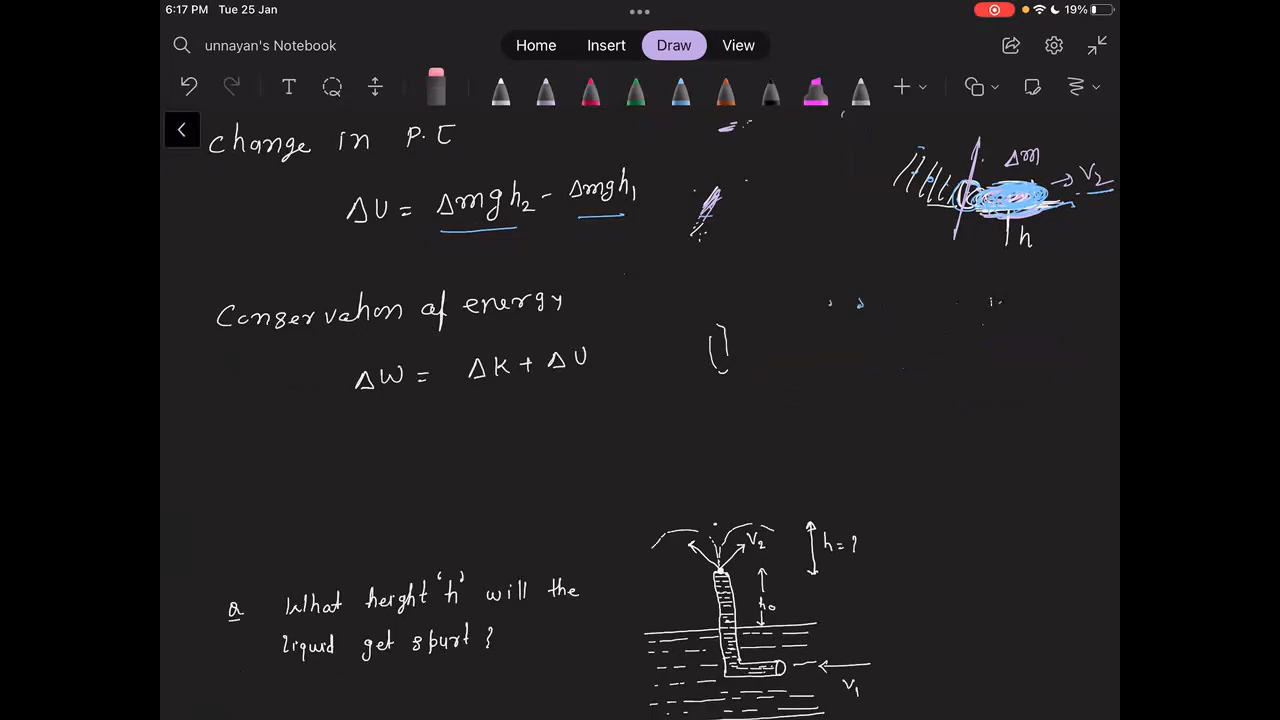 6:17 PM Tue 25 Jan
19%
unnayan's Notebook
Home Insert Draw View
T
change in P.E
ΔU = Δmgh₂ - Δmgh₁
Δm
V₂
h
Conservation of energy
ΔW = ΔK + ΔU
V₂
h = ?
h₀
Q What height 'h' will the
liquid get spurt ?
V₁